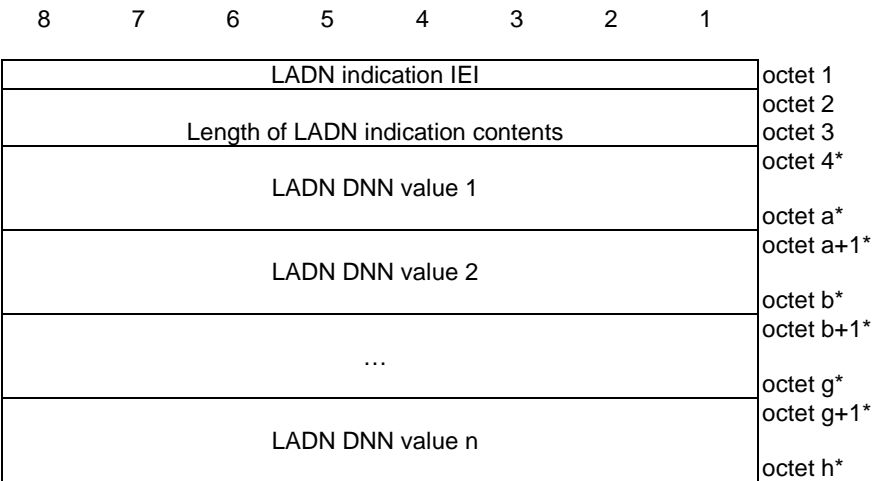 8 7 6 5 4 3 2 1
LADN indication IEI octet 1
octet 2
Length of LADN indication contents octet 3
octet 4*
LADN DNN value 1
octet a*
octet a+1*
LADN DNN value 2
octet b*
octet b+1*
…
octet g*
octet g+1*
LADN DNN value n
octet h*